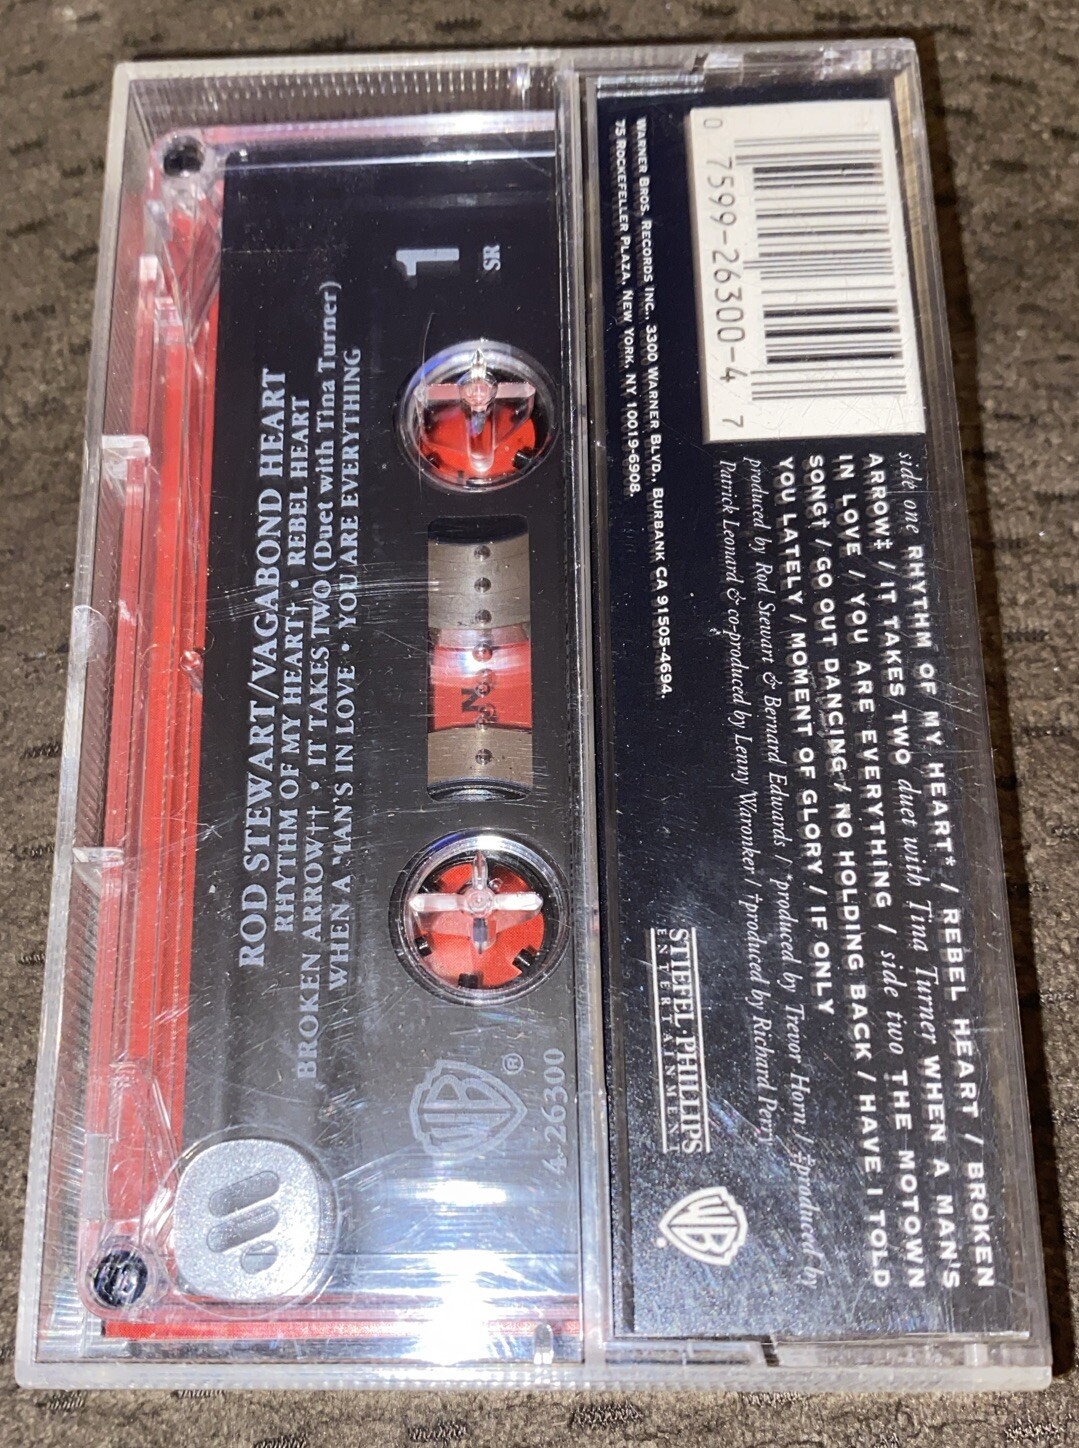 0 7599-26300-4 7
side one RHYTHM OF MY HEART* / REBEL HEART / BROKEN
ARROW‡ / IT TAKES TWO duet with Tina Turner WHEN A MAN'S
IN LOVE / YOU ARE EVERYTHING / side two THE MOTOWN
SONG† / GO OUT DANCING / NO HOLDING BACK / HAVE I TOLD
YOU LATELY / MOMENT OF GLORY / IF ONLY
produced by Rod Stewart & Bernard Edwards / *produced by Trevor Horn / ‡produced by
Patrick Leonard & co-produced by Lenny Waronker / †produced by Richard Perry
STIEFEL PHILLIPS
ENTERTAINMENT
WB
WARNER BROS. RECORDS INC., 3300 WARNER BLVD., BURBANK CA 91505-4694.
75 ROCKEFELLER PLAZA, NEW YORK, NY 10019-6908.
1
SR
ROD STEWART/VAGABOND HEART
RHYTHM OF MY HEART† • REBEL HEART
BROKEN ARROW†† • IT TAKES TWO (Duet with Tina Turner)
WHEN A MAN'S IN LOVE • YOU ARE EVERYTHING
WB ®
4-26300